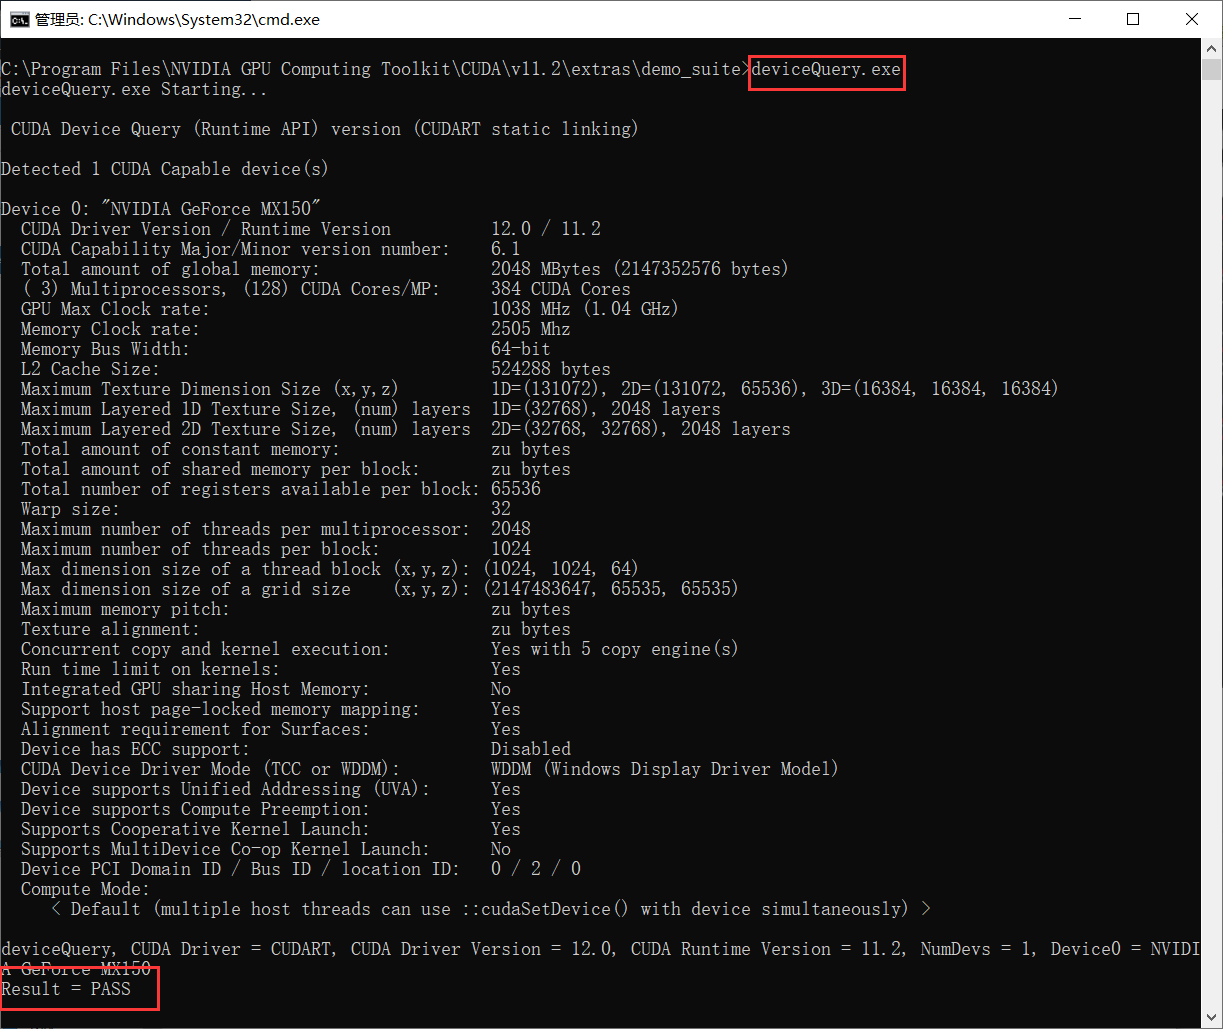 管理员: C:\Windows\System32\cmd.exe
C:\Program Files\NVIDIA GPU Computing Toolkit\CUDA\v11.2\extras\demo_suite>deviceQuery.exe
deviceQuery.exe Starting...
CUDA Device Query (Runtime API) version (CUDART static linking)
Detected 1 CUDA Capable device(s)
Device 0: "NVIDIA GeForce MX150"
CUDA Driver Version / Runtime Version 12.0 / 11.2
CUDA Capability Major/Minor version number: 6.1
Total amount of global memory: 2048 MBytes (2147352576 bytes)
( 3) Multiprocessors, (128) CUDA Cores/MP: 384 CUDA Cores
GPU Max Clock rate: 1038 MHz (1.04 GHz)
Memory Clock rate: 2505 Mhz
Memory Bus Width: 64-bit
L2 Cache Size: 524288 bytes
Maximum Texture Dimension Size (x,y,z) 1D=(131072), 2D=(131072, 65536), 3D=(16384, 16384, 16384)
Maximum Layered 1D Texture Size, (num) layers 1D=(32768), 2048 layers
Maximum Layered 2D Texture Size, (num) layers 2D=(32768, 32768), 2048 layers
Total amount of constant memory: zu bytes
Total amount of shared memory per block: zu bytes
Total number of registers available per block: 65536
Warp size: 32
Maximum number of threads per multiprocessor: 2048
Maximum number of threads per block: 1024
Max dimension size of a thread block (x,y,z): (1024, 1024, 64)
Max dimension size of a grid size (x,y,z): (2147483647, 65535, 65535)
Maximum memory pitch: zu bytes
Texture alignment: zu bytes
Concurrent copy and kernel execution: Yes with 5 copy engine(s)
Run time limit on kernels: Yes
Integrated GPU sharing Host Memory: No
Support host page-locked memory mapping: Yes
Alignment requirement for Surfaces: Yes
Device has ECC support: Disabled
CUDA Device Driver Mode (TCC or WDDM): WDDM (Windows Display Driver Model)
Device supports Unified Addressing (UVA): Yes
Device supports Compute Preemption: Yes
Supports Cooperative Kernel Launch: Yes
Supports MultiDevice Co-op Kernel Launch: No
Device PCI Domain ID / Bus ID / location ID: 0 / 2 / 0
Compute Mode:
< Default (multiple host threads can use ::cudaSetDevice() with device simultaneously) >
deviceQuery, CUDA Driver = CUDART, CUDA Driver Version = 12.0, CUDA Runtime Version = 11.2, NumDevs = 1, Device0 = NVIDI
A GeForce MX150
Result = PASS